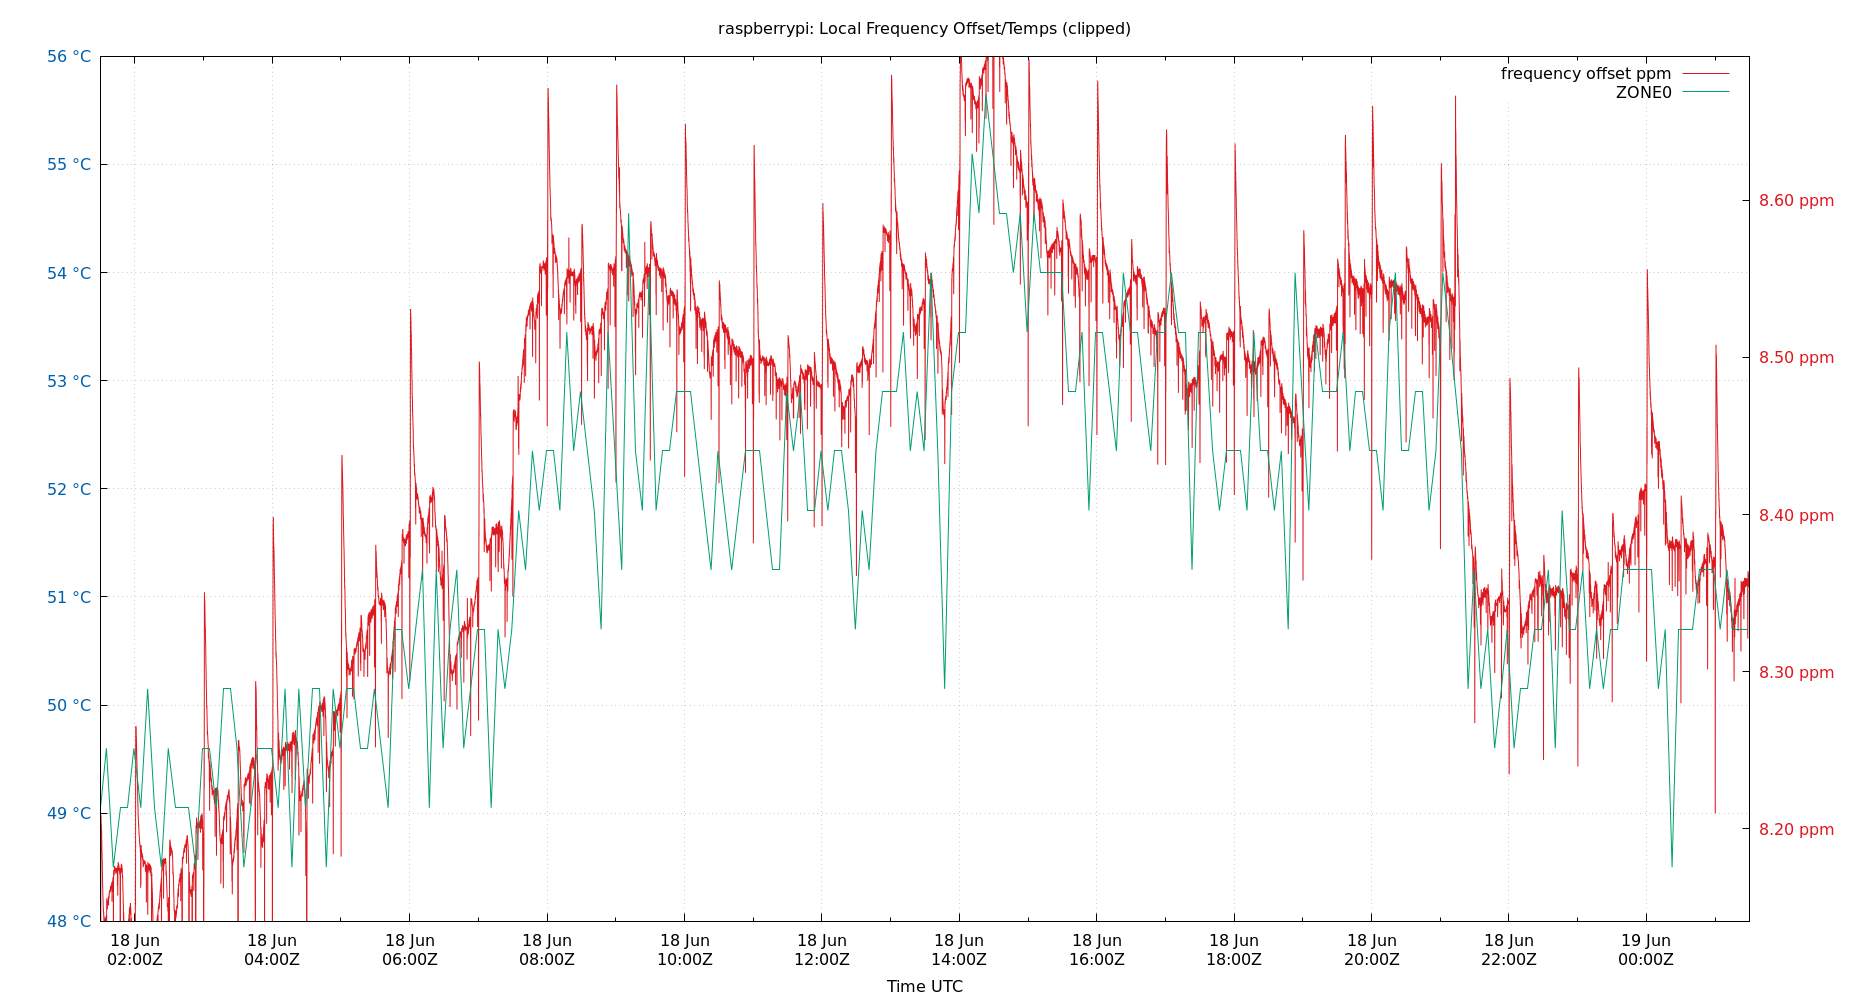 raspberrypi: Local Frequency Offset/Temps (clipped)
frequency offset ppm
ZONE0
56 °C
55 °C
54 °C
53 °C
52 °C
51 °C
50 °C
49 °C
48 °C
8.60 ppm
8.50 ppm
8.40 ppm
8.30 ppm
8.20 ppm
18 Jun 18 Jun 18 Jun 18 Jun 18 Jun 18 Jun 18 Jun 18 Jun 18 Jun 18 Jun 18 Jun 19 Jun
02:00Z 04:00Z 06:00Z 08:00Z 10:00Z 12:00Z 14:00Z 16:00Z 18:00Z 20:00Z 22:00Z 00:00Z
Time UTC